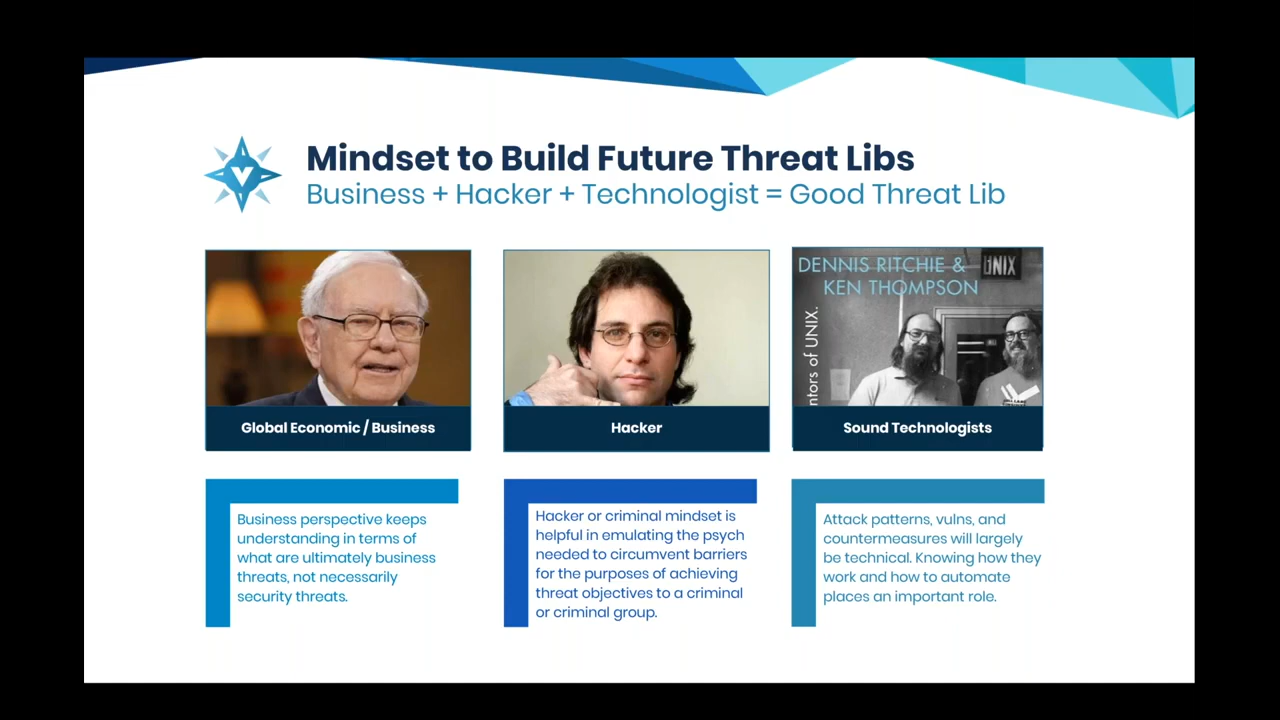 Mindset to Build Future Threat Libs
Business + Hacker + Technologist = Good Threat Lib
DENNIS RITCHIE &
KEN THOMPSON
UNIX
ntors of UNIX.
Global Economic / Business
Hacker
Sound Technologists
Business perspective keeps
understanding in terms of
what are ultimately business
threats, not necessarily
security threats.
Hacker or criminal mindset is
helpful in emulating the psych
needed to circumvent barriers
for the purposes of achieving
threat objectives to a criminal
or criminal group.
Attack patterns, vulns, and
countermeasures will largely
be technical. Knowing how they
work and how to automate
places an important role.